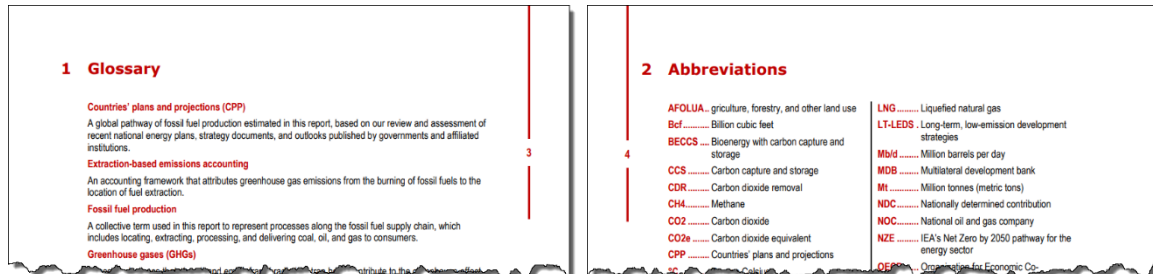 1 Glossary
Countries' plans and projections (CPP)
A global pathway of fossil fuel production estimated in this report, based on our review and assessment of
recent national energy plans, strategy documents, and outlooks published by governments and affiliated
institutions.
Extraction-based emissions accounting
An accounting framework that attributes greenhouse gas emissions from the burning of fossil fuels to the
location of fuel extraction.
Fossil fuel production
A collective term used in this report to represent processes along the fossil fuel supply chain, which
includes locating, extracting, processing, and delivering coal, oil, and gas to consumers.
Greenhouse gases (GHGs)
3
2 Abbreviations
4
AFOLUA.. griculture, forestry, and other land use
Bcf........... Billion cubic feet
BECCS .... Bioenergy with carbon capture and
storage
CCS ......... Carbon capture and storage
CDR ......... Carbon dioxide removal
CH4.......... Methane
CO2 ......... Carbon dioxide
CO2e ....... Carbon dioxide equivalent
CPP ......... Countries' plans and projections
°C
LNG ......... Liquefied natural gas
LT-LEDS . Long-term, low-emission development
strategies
Mb/d ........ Million barrels per day
MDB ........ Multilateral development bank
Mt ............ Million tonnes (metric tons)
NDC ......... Nationally determined contribution
NOC ......... National oil and gas company
NZE ......... IEA's Net Zero by 2050 pathway for the
energy sector
OECD Organization for Economic Co-